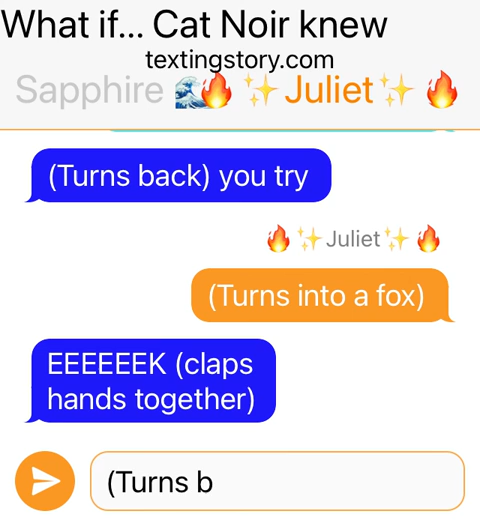 What if... Cat Noir knew
textingstory.com
Sapphire 🌊🔥 ✨Juliet✨ 🔥
(Turns back) you try
🔥✨Juliet✨🔥
(Turns into a fox)
EEEEEEK (claps
hands together)
(Turns b